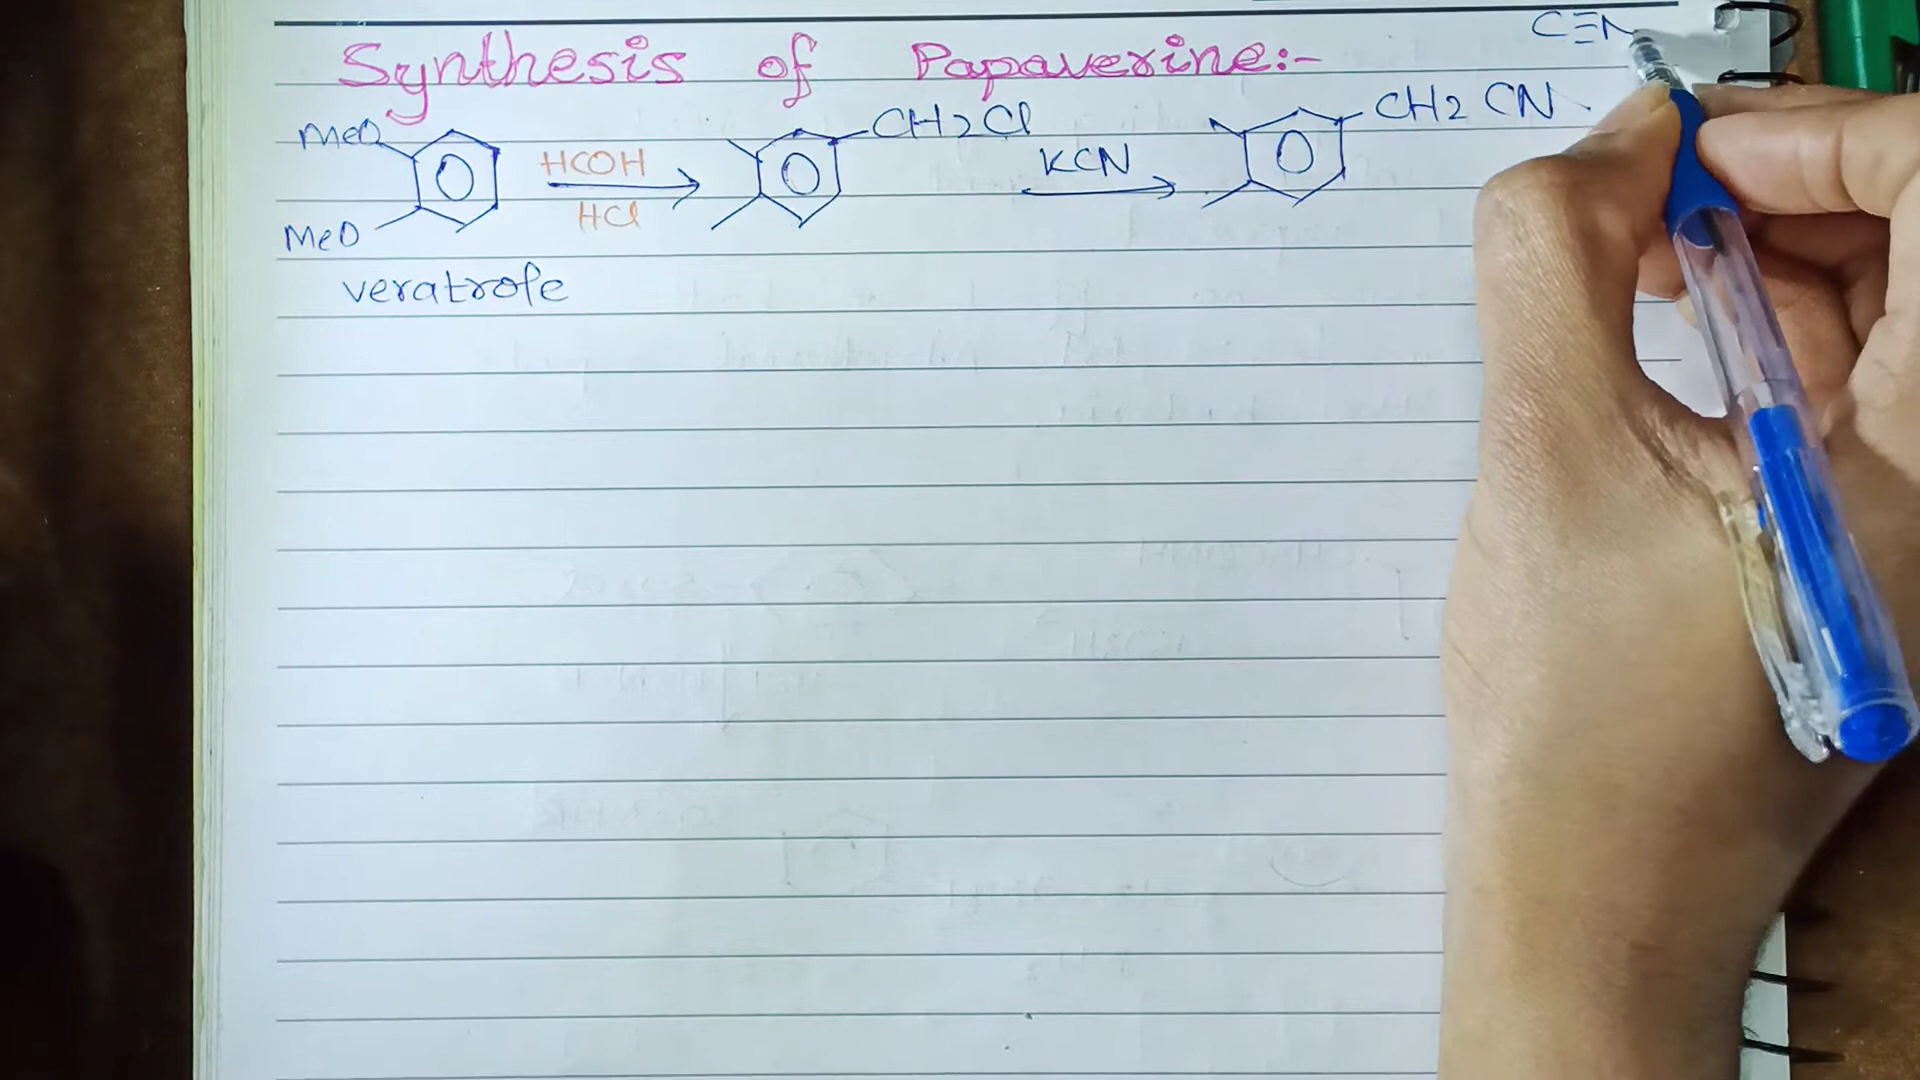 C≡N
Synthesis of Papaverine:-
MeO HCOH CH2Cl KCN CH2 CN
HCl
MeO
veratrole